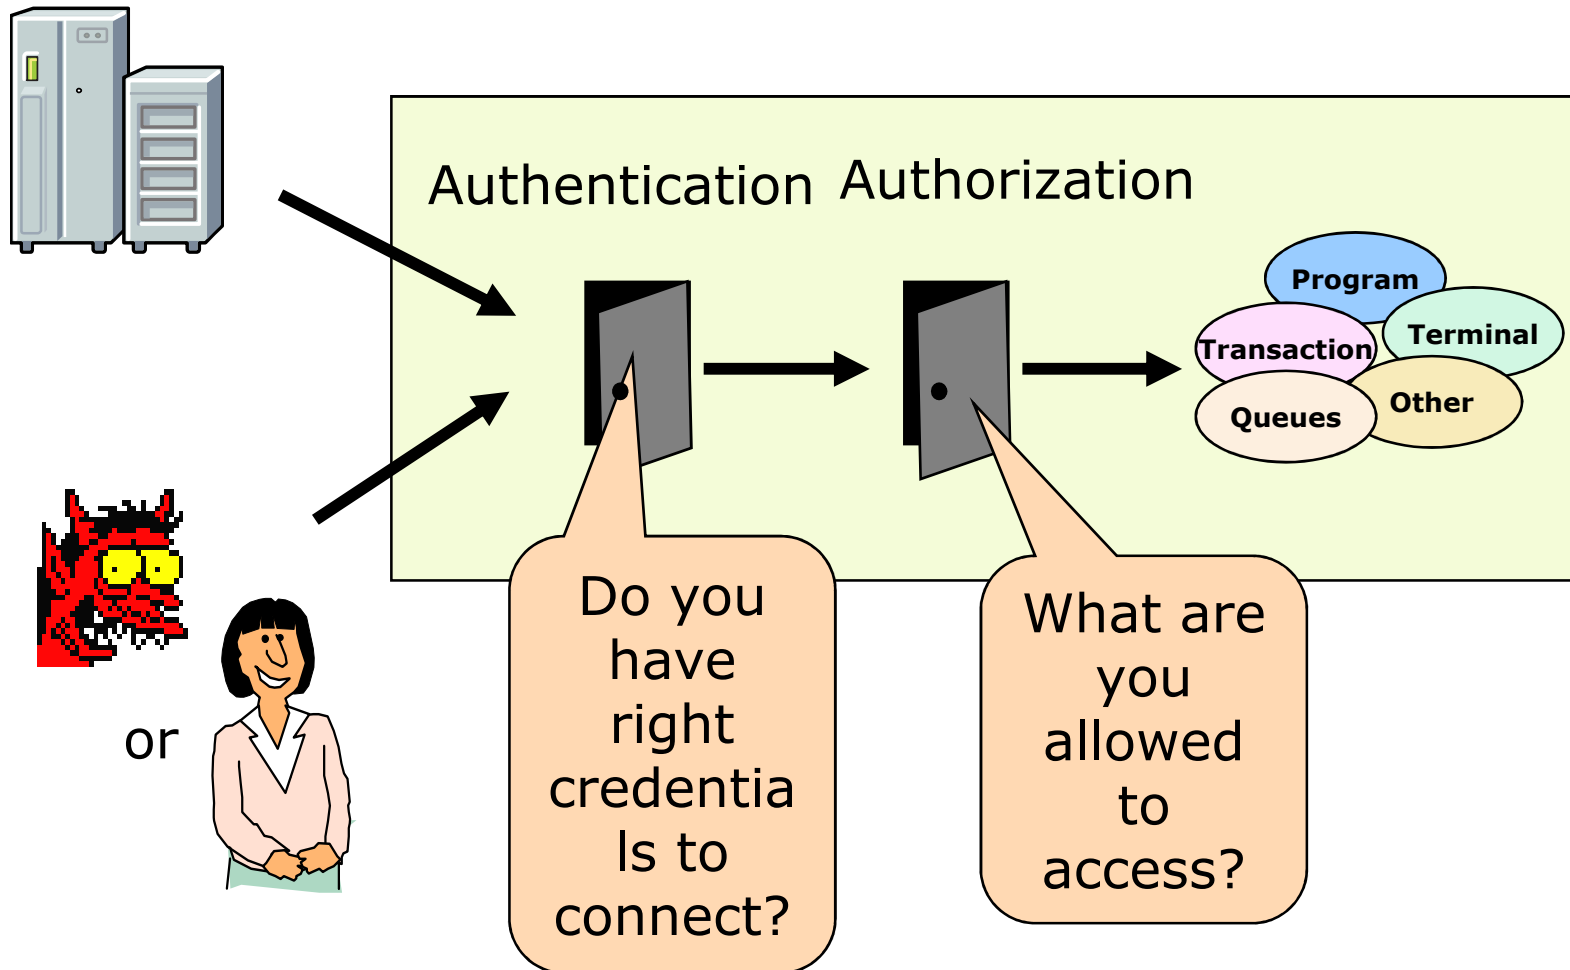 Authentication
Authorization
Program
Terminal
Transaction
Other
Queues
or
Do you
have
right
credentia
ls to
connect?
What are
you
allowed
to
access?